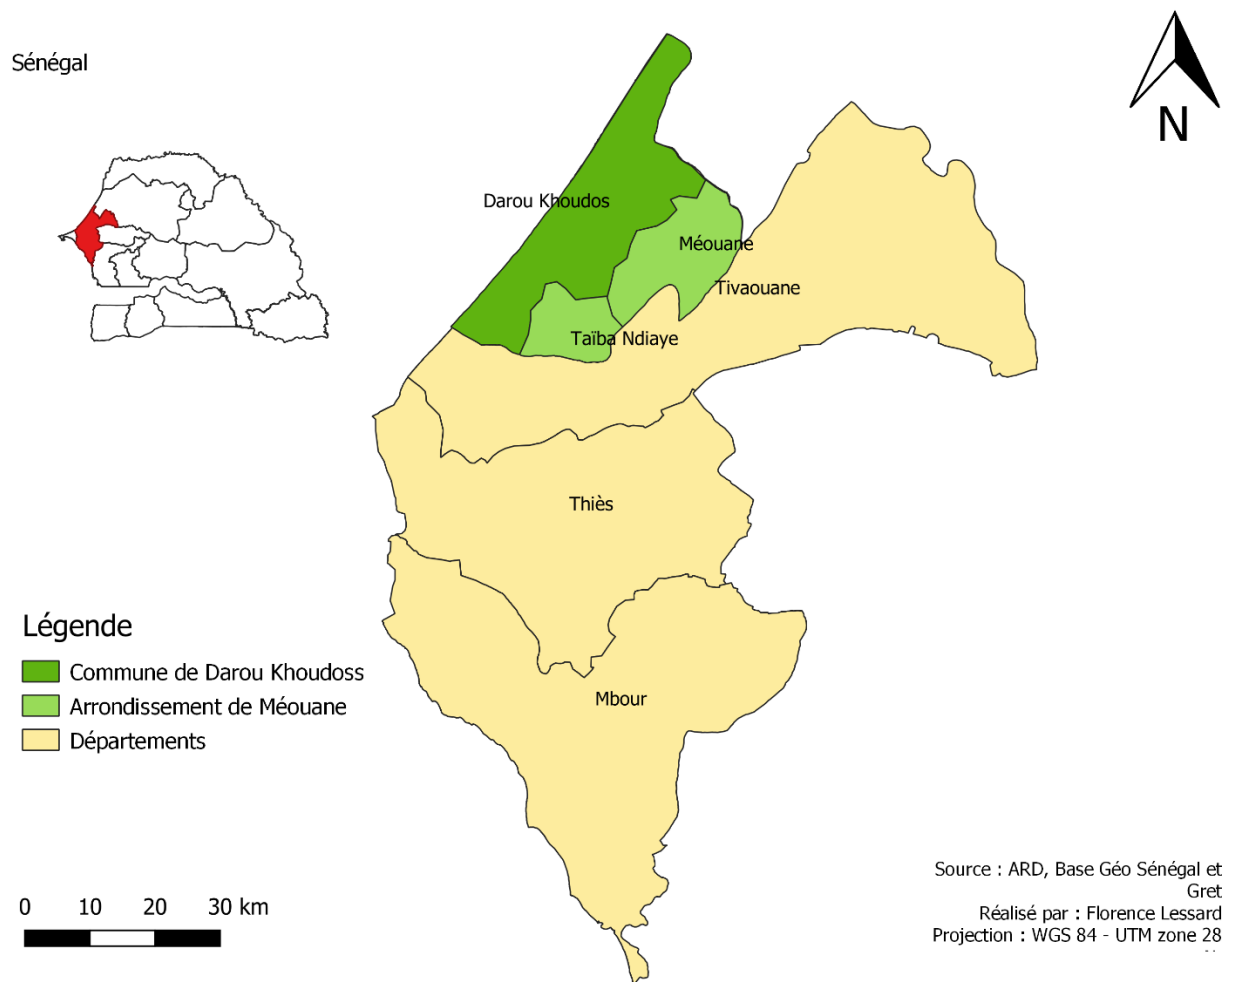 Sénégal
N
Darou Khoudos
Méouane
Tivaouane
Taïba Ndiaye
Thiès
Mbour
Légende
Commune de Darou Khoudoss
Arrondissement de Méouane
Départements
0 10 20 30 km
Source : ARD, Base Géo Sénégal et
Gret
Réalisé par : Florence Lessard
Projection : WGS 84 - UTM zone 28